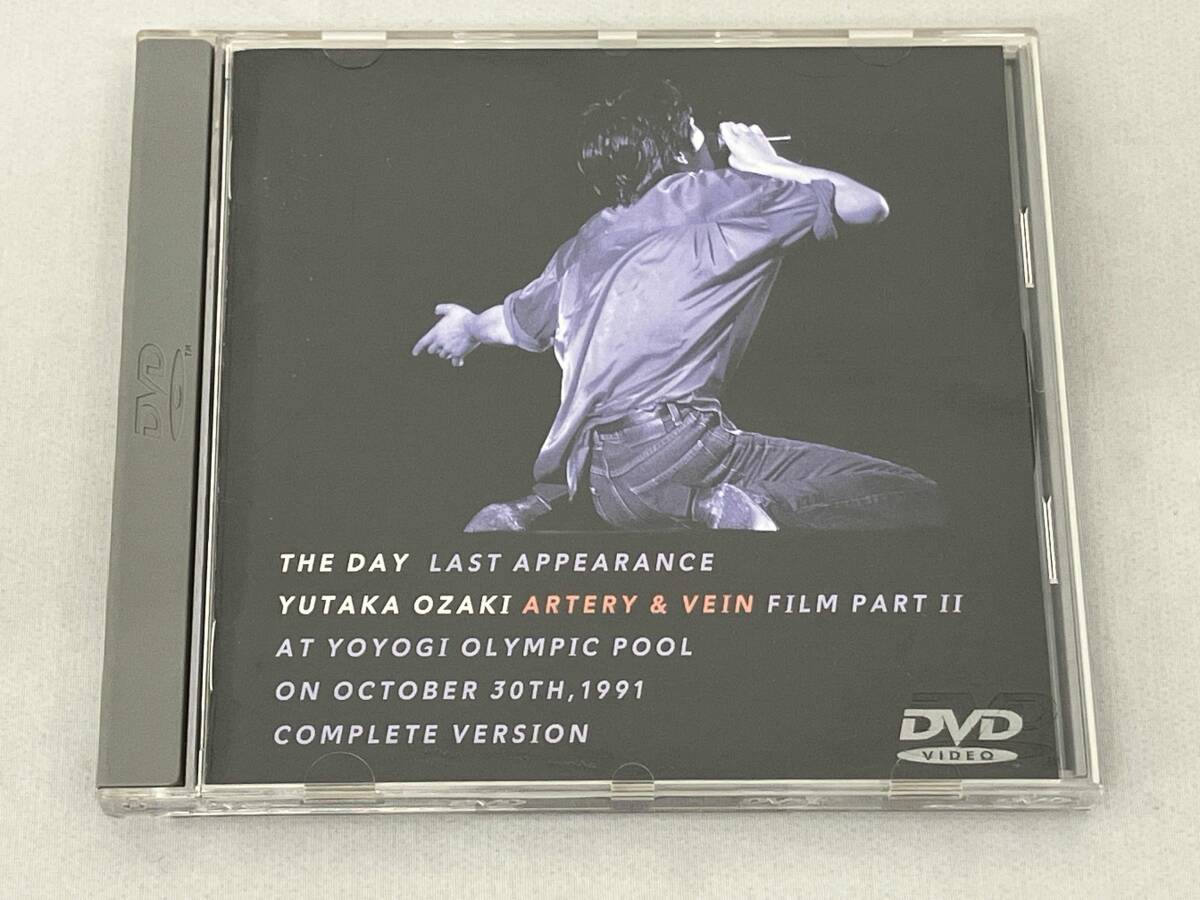 THE DAY LAST APPEARANCE
YUTAKA OZAKI ARTERY & VEIN FILM PART II
AT YOYOGI OLYMPIC POOL
ON OCTOBER 30TH,1991
COMPLETE VERSION
DVD
VIDEO
DVD
TM